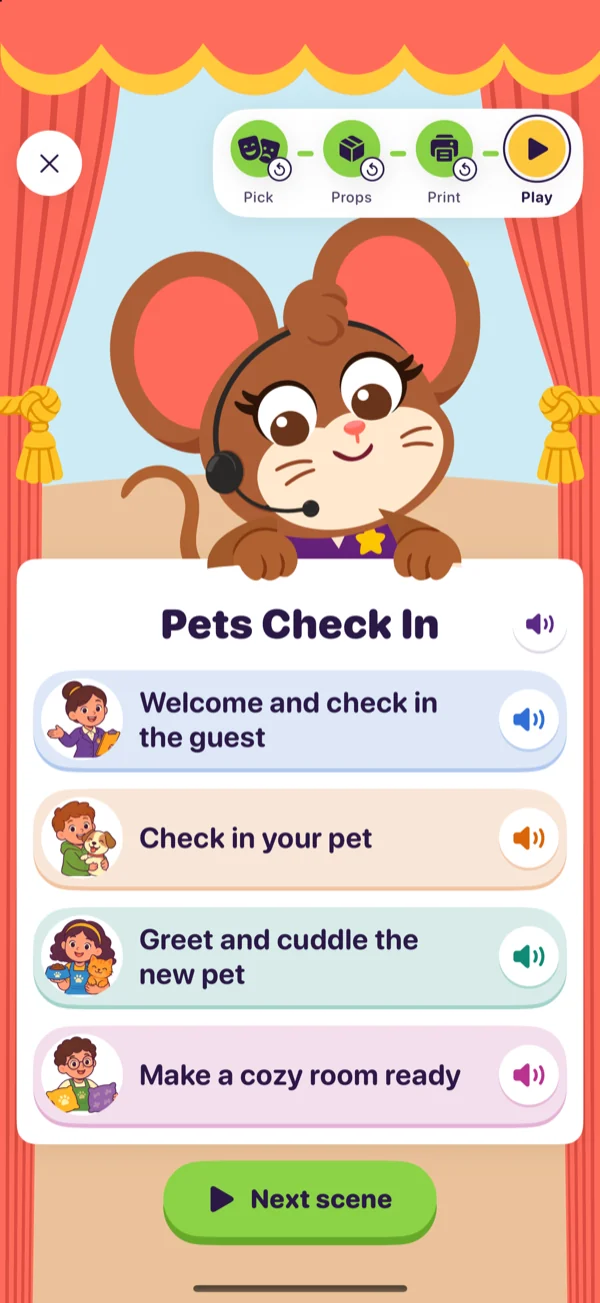 Pick
Props
Print
Play
Pets Check In
Welcome and check in
the guest
Check in your pet
Greet and cuddle the
new pet
Make a cozy room ready
Next scene